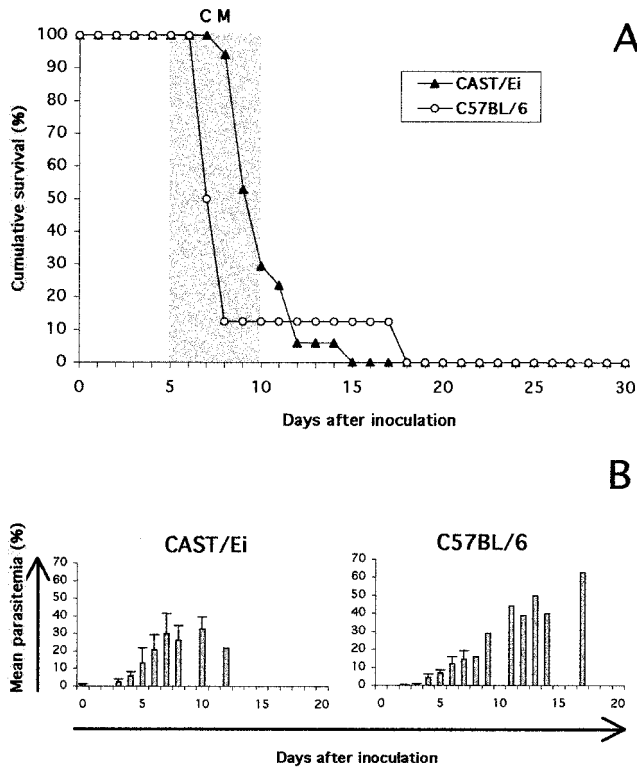 C M
A
100
90
80
70
60
50
40
30
20
10
0
Cumulative survival (%)
CAST/Ei
C57BL/6
0 5 10 15 20 25 30
Days after inoculation
B
CAST/Ei
C57BL/6
Mean parasitemia (%)
70
60
50
40
30
20
10
0
0 5 10 15 20
70
60
50
40
30
20
10
0
0 5 10 15 20
Days after inoculation